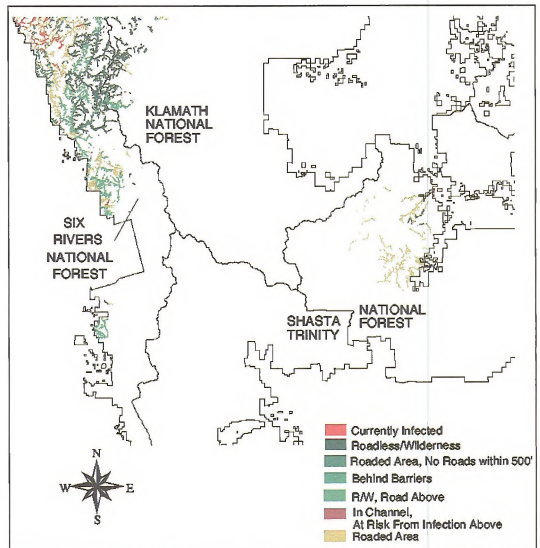 KLAMATH
NATIONAL
FOREST
SIX
RIVERS
NATIONAL
FOREST
SHASTA
TRINITY
NATIONAL
FOREST
Currently Infected
Roadless/Wilderness
Roaded Area, No Roads within 500'
Behind Barriers
R/W, Road Above
In Channel,
At Risk From Infection Above
Roaded Area
N
W
E
S